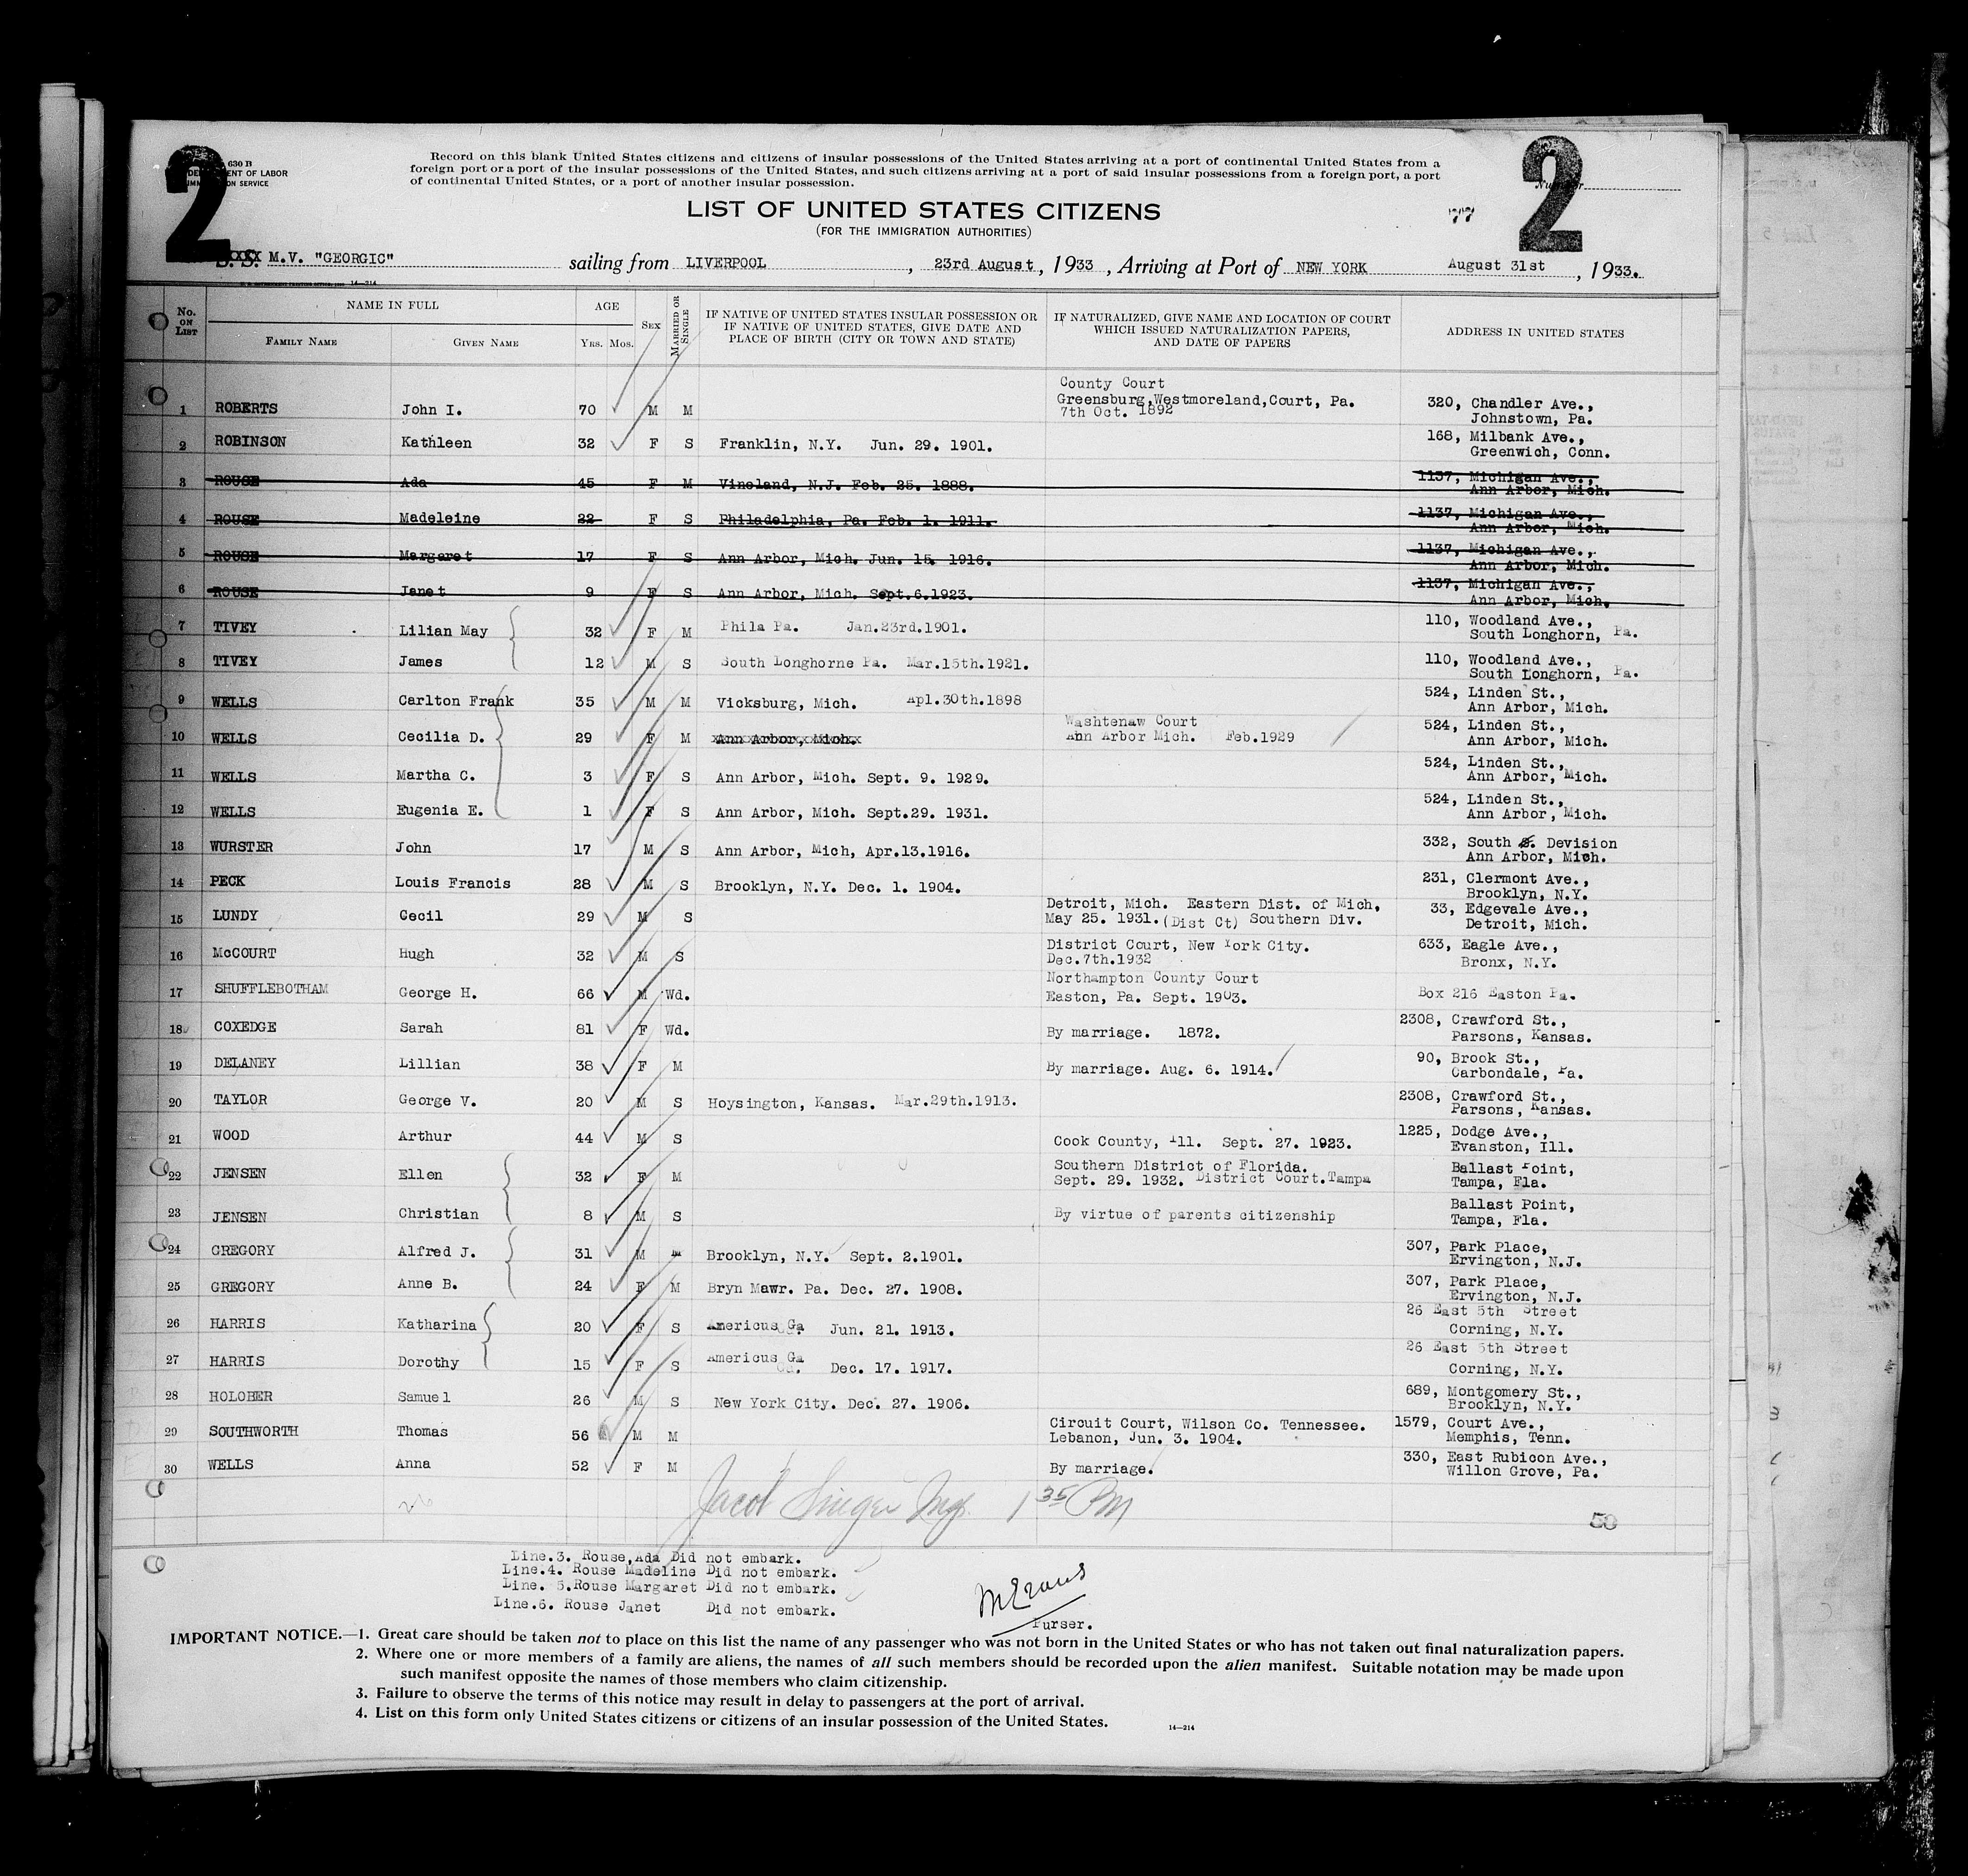 2
630 B
DEPARTMENT OF LABOR
IMMIGRATION SERVICE
Record on this blank United States citizens and citizens of insular possessions of the United States arriving at a port of continental United States from a
foreign port or a port of the insular possessions of the United States, and such citizens arriving at a port of said insular possessions from a foreign port, a port
of continental United States, or a port of another insular possession.
2
Number
LIST OF UNITED STATES CITIZENS
77
(FOR THE IMMIGRATION AUTHORITIES)
S. S. M.V. "GEORGIC" sailing from LIVERPOOL, 23rd August, 1933, Arriving at Port of NEW YORK August 31st, 1933.
14—214
No. ON LIST
NAME IN FULL
FAMILY NAME GIVEN NAME
AGE
YRS. MOS.
SEX
MARRIED OR SINGLE
IF NATIVE OF UNITED STATES INSULAR POSSESSION OR
IF NATIVE OF UNITED STATES, GIVE DATE AND
PLACE OF BIRTH (CITY OR TOWN AND STATE)
IF NATURALIZED, GIVE NAME AND LOCATION OF COURT
WHICH ISSUED NATURALIZATION PAPERS,
AND DATE OF PAPERS
ADDRESS IN UNITED STATES
County Court
Greensburg,Westmoreland,Court, Pa.
1 ROBERTS John I. 70 M M 7th Oct. 1892 320, Chandler Ave.,
Johnstown, Pa.
2 ROBINSON Kathleen 32 F S Franklin, N.Y. Jun. 29. 1901. 168, Milbank Ave.,
Greenwich, Conn.
3 ROUSE Ada 45 F M Vineland, N.J. Feb. 25. 1888. 1137, Michigan Ave.,
Ann Arbor, Mich.
4 ROUSE Madeleine 22 F S Philadelphia, Pa. Feb. 1. 1911. 1137, Michigan Ave.,
Ann Arbor, Mich.
5 ROUSE Margaret 17 F S Ann Arbor, Mich. Jun. 15. 1916. 1137, Michigan Ave.,
Ann Arbor, Mich.
6 ROUSE Janet 9 F S Ann Arbor, Mich. Sept.6.1923. 1137, Michigan Ave.,
Ann Arbor, Mich.
7 TIVEY Lilian May 32 F M Phila Pa. Jan.23rd.1901. 110, Woodland Ave.,
South Longhorn, Pa.
8 TIVEY James 12 M S South Longhorne Pa. Mar.15th.1921. 110, Woodland Ave.,
South Longhorn, Pa.
9 WELLS Carlton Frank 35 M M Vicksburg, Mich. Apl.30th.1898 524, Linden St.,
Ann Arbor, Mich.
Washtenaw Court
10 WELLS Cecilia D. 29 F M Ann Arbor, Mich. Ann Arbor Mich. Feb.1929 524, Linden St.,
Ann Arbor, Mich.
11 WELLS Martha C. 3 F S Ann Arbor, Mich. Sept. 9. 1929. 524, Linden St.,
Ann Arbor, Mich.
12 WELLS Eugenia E. 1 F S Ann Arbor, Mich. Sept.29. 1931. 524, Linden St.,
Ann Arbor, Mich.
13 WURSTER John 17 M S Ann Arbor, Mich, Apr.13.1916. 332, South S. Devision
Ann Arbor, Mich.
14 PECK Louis Francis 28 M S Brooklyn, N.Y. Dec. 1. 1904. 231, Clermont Ave.,
Brooklyn, N.Y.
Detroit, Mich. Eastern Dist. of Mich,
15 LUNDY Cecil 29 M S May 25. 1931. (Dist Ct) Southern Div. 33, Edgevale Ave.,
Detroit, Mich.
District Court, New York City.
16 McCOURT Hugh 32 M S Dec.7th.1932 633, Eagle Ave.,
Bronx, N.Y.
Northampton County Court
17 SHUFFLEBOTHAM George H. 66 M Wd. Easton, Pa. Sept. 1903. Box 216 Easton Pa.
18 COXEDGE Sarah 81 F Wd. By marriage. 1872. 2308, Crawford St.,
Parsons, Kansas.
19 DELANEY Lillian 38 F M By marriage. Aug. 6. 1914. 90, Brook St.,
Carbondale, Pa.
20 TAYLOR George V. 20 M S Hoysington, Kansas. Mar.29th.1913. 2308, Crawford St.,
Parsons, Kansas.
21 WOOD Arthur 44 M S Cook County, Ill. Sept. 27. 1923. 1225, Dodge Ave.,
Evanston, Ill.
Southern District of Florida.
22 JENSEN Ellen 32 F M Sept. 29. 1932. District Court.Tampa Ballast Point,
Tampa, Fla.
23 JENSEN Christian 8 M S By virtue of parents citizenship Ballast Point,
Tampa, Fla.
24 GREGORY Alfred J. 31 M M Brooklyn, N.Y. Sept. 2.1901. 307, Park Place,
Ervington, N.J.
25 GREGORY Anne B. 24 F M Bryn Mawr. Pa. Dec. 27. 1908. 307, Park Place,
Ervington, N.J.
26 HARRIS Katharina 20 F S Americus Ga Jun. 21. 1913. 26 East 5th Street
Corning, N.Y.
27 HARRIS Dorothy 15 F S Americus Ga Dec. 17. 1917. 26 East 5th Street
Corning, N.Y.
28 HOLOBER Samuel 26 M S New York City. Dec. 27. 1906. 689, Montgomery St.,
Brooklyn, N.Y.
Circuit Court, Wilson Co. Tennessee.
29 SOUTHWORTH Thomas 56 M M Lebanon, Jun. 3. 1904. 1579, Court Ave.,
Memphis, Tenn.
30 WELLS Anna 52 F M By marriage. 330, East Rubicon Ave.,
Willon Grove, Pa.
26
Jacob 1 35 PM
50
Line.3. Rouse,Ada Did not embark.
Line.4. Rouse Madeline Did not embark.
Line. 5.Rouse Margaret Did not embark.
Line.6. Rouse Janet Did not embark.
M Evans
Purser.
IMPORTANT NOTICE.—1. Great care should be taken not to place on this list the name of any passenger who was not born in the United States or who has not taken out final naturalization papers.
2. Where one or more members of a family are aliens, the names of all such members should be recorded upon the alien manifest. Suitable notation may be made upon
such manifest opposite the names of those members who claim citizenship.
3. Failure to observe the terms of this notice may result in delay to passengers at the port of arrival.
4. List on this form only United States citizens or citizens of an insular possession of the United States.
14—214